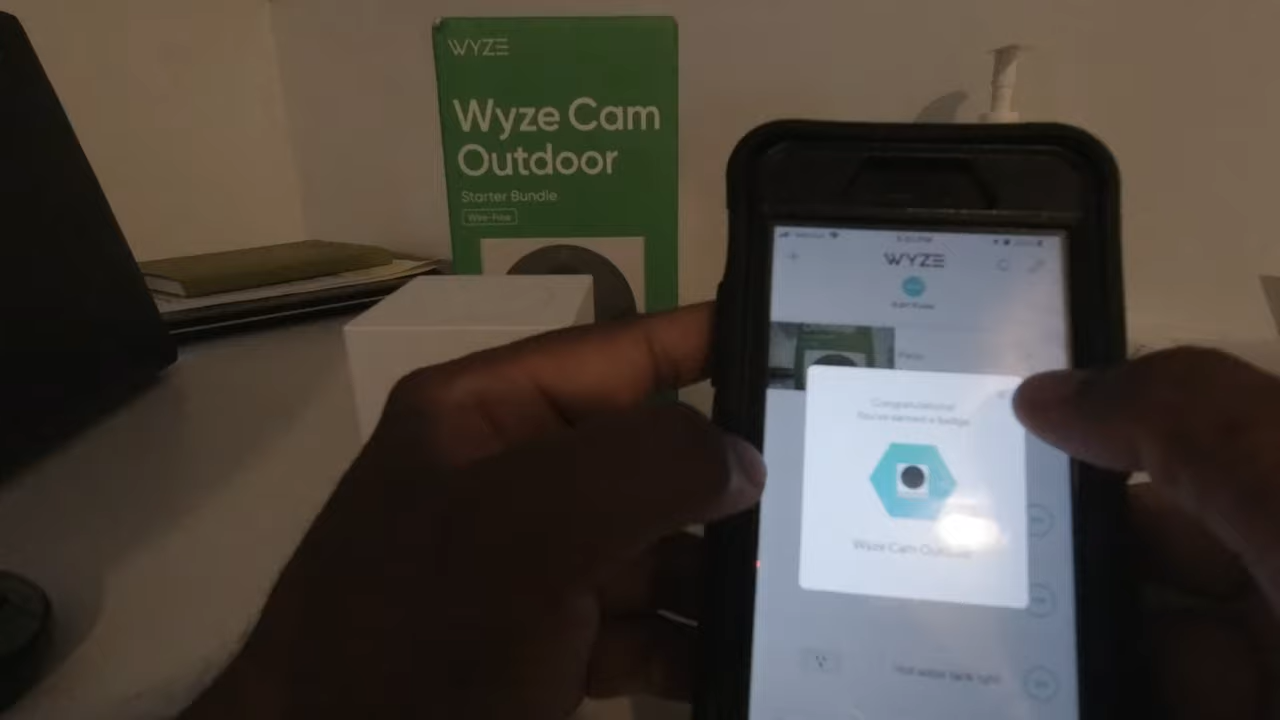 WYZE
Wyze Cam
Outdoor
Starter Bundle
Wire-Free
WYZE
Congratulations!
You've earned a badge
Wyze Cam Outdoor